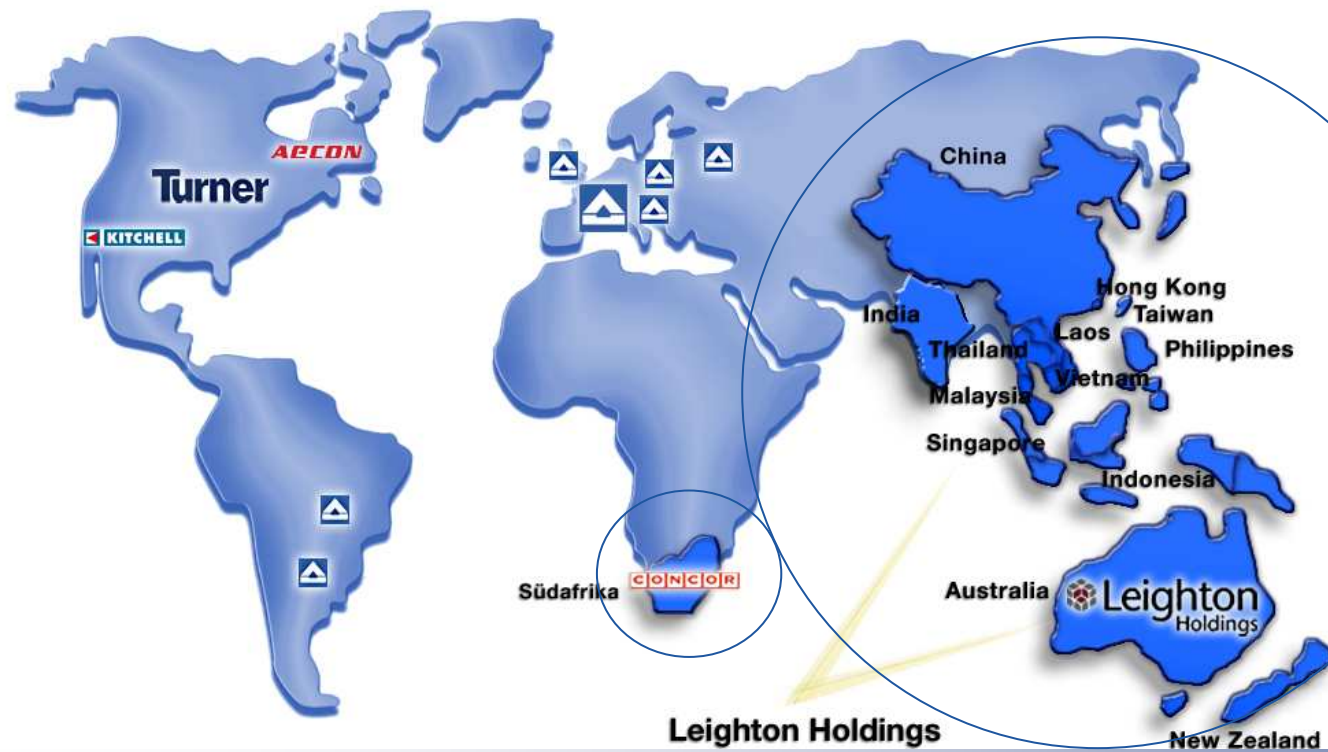 AECON
Turner
KITCHELL
China
Hong Kong
India
Taiwan
Laos
Thailand
Philippines
Vietnam
Malaysia
Singapore
Indonesia
CONCOR
Südafrika
Australia
Leighton
Holdings
Leighton Holdings
New Zealand